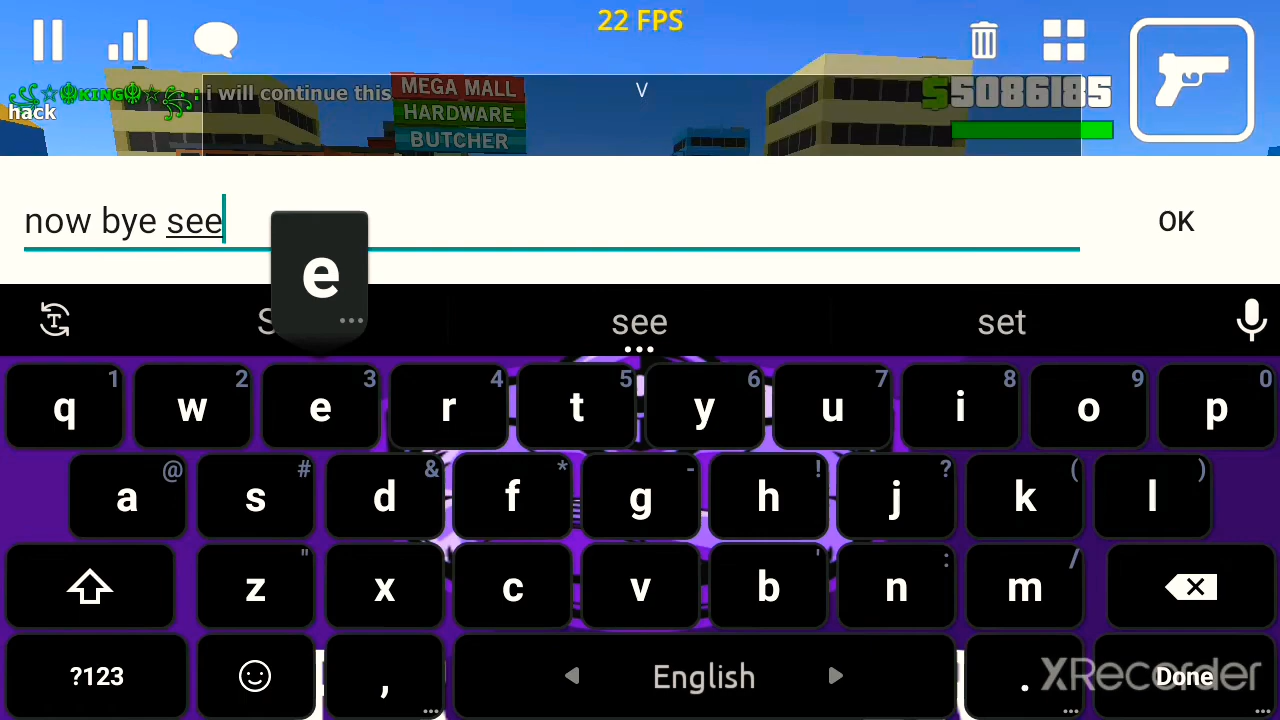 22 FPS
KING : i will continue this
hack
MEGA MALL
HARDWARE
BUTCHER
V
$5086185
now bye see
OK
e
see
set
q 1 w 2 e 3 r 4 t 5 y 6 u 7 i 8 o 9 p 0
a @ s # d & f * g - h ! j ? k ( l )
z " x c v b ' n : m /
?123 , English . Done
XRecorder